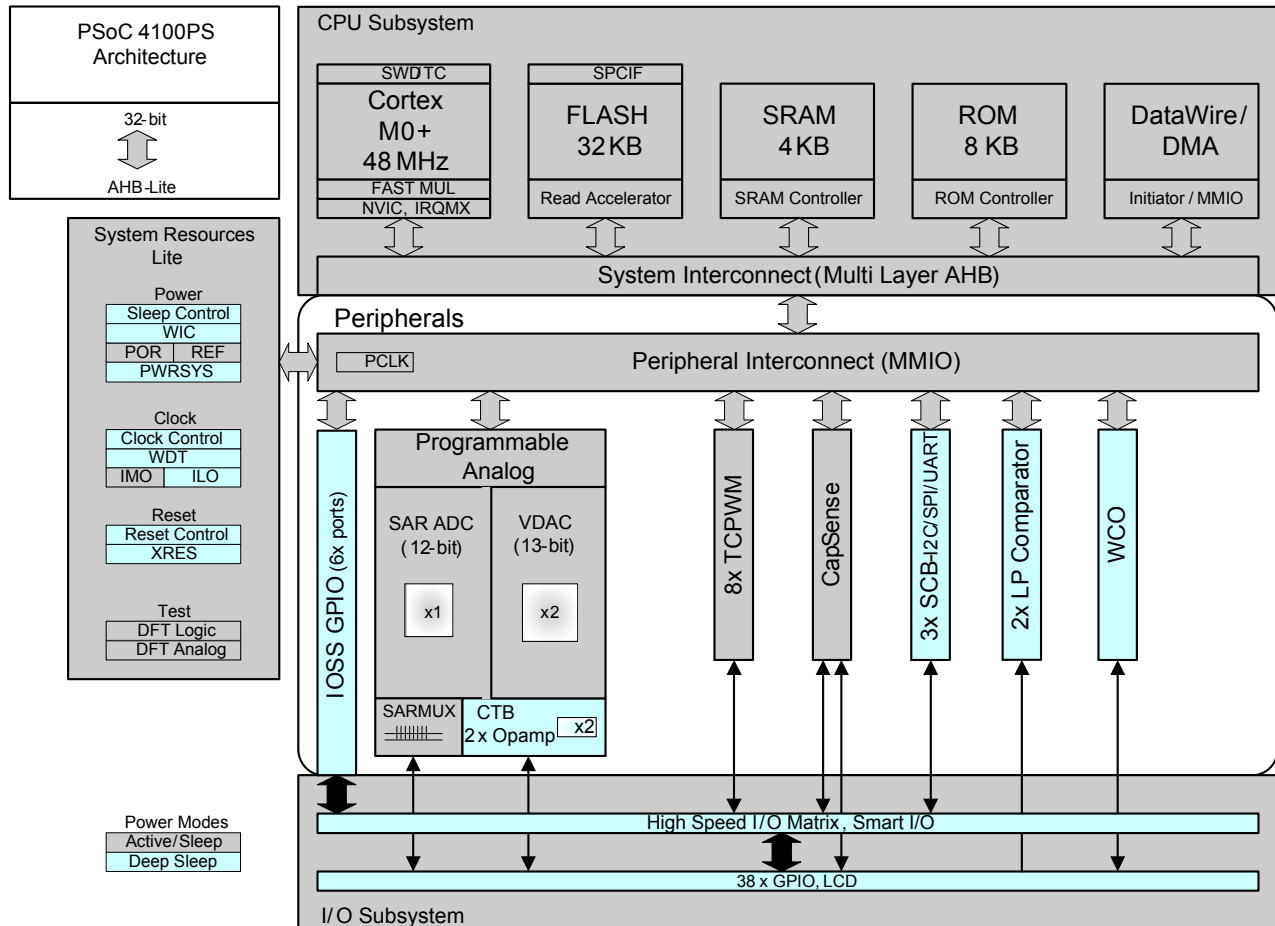 PSoC 4100PS
Architecture
32-bit
AHB-Lite
CPU Subsystem
SWD/TC
Cortex
M0+
48 MHz
FAST MUL
NVIC, IRQMX
SPCIF
FLASH
32 KB
Read Accelerator
SRAM
4 KB
SRAM Controller
ROM
8 KB
ROM Controller
DataWire/
DMA
Initiator / MMIO
System Interconnect (Multi Layer AHB)
System Resources
Lite
Power
Sleep Control
WIC
POR
REF
PWRSYS
Clock
Clock Control
WDT
IMO
ILO
Reset
Reset Control
XRES
Test
DFT Logic
DFT Analog
Peripherals
PCLK
Peripheral Interconnect (MMIO)
IOSS GPIO (6x ports)
Programmable
Analog
SAR ADC
(12-bit)
x1
VDAC
(13-bit)
x2
SARMUX
CTB
2 x Opamp
x2
8x TCPWM
CapSense
3x SCB-I2C/SPI/UART
2x LP Comparator
WCO
Power Modes
Active/Sleep
Deep Sleep
High Speed I/O Matrix, Smart I/O
38 x GPIO, LCD
I/O Subsystem